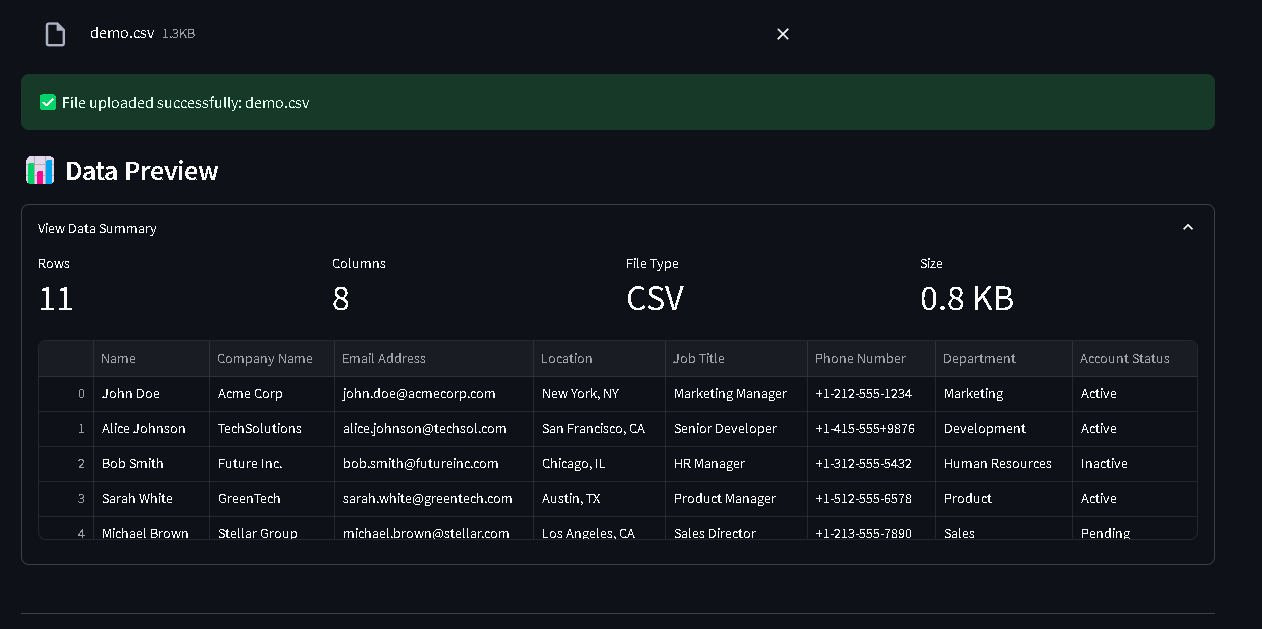 demo.csv 1.3KB
File uploaded successfully: demo.csv
Data Preview
View Data Summary
Rows Columns File Type Size
11 8 CSV 0.8 KB
Name Company Name Email Address Location Job Title Phone Number Department Account Status
0 John Doe Acme Corp john.doe@acmecorp.com New York, NY Marketing Manager +1-212-555-1234 Marketing Active
1 Alice Johnson TechSolutions alice.johnson@techsol.com San Francisco, CA Senior Developer +1-415-555+9876 Development Active
2 Bob Smith Future Inc. bob.smith@futureinc.com Chicago, IL HR Manager +1-312-555-5432 Human Resources Inactive
3 Sarah White GreenTech sarah.white@greentech.com Austin, TX Product Manager +1-512-555-6578 Product Active
4 Michael Brown Stellar Group michael.brown@stellar.com Los Angeles, CA Sales Director +1-213-555-7890 Sales Pending